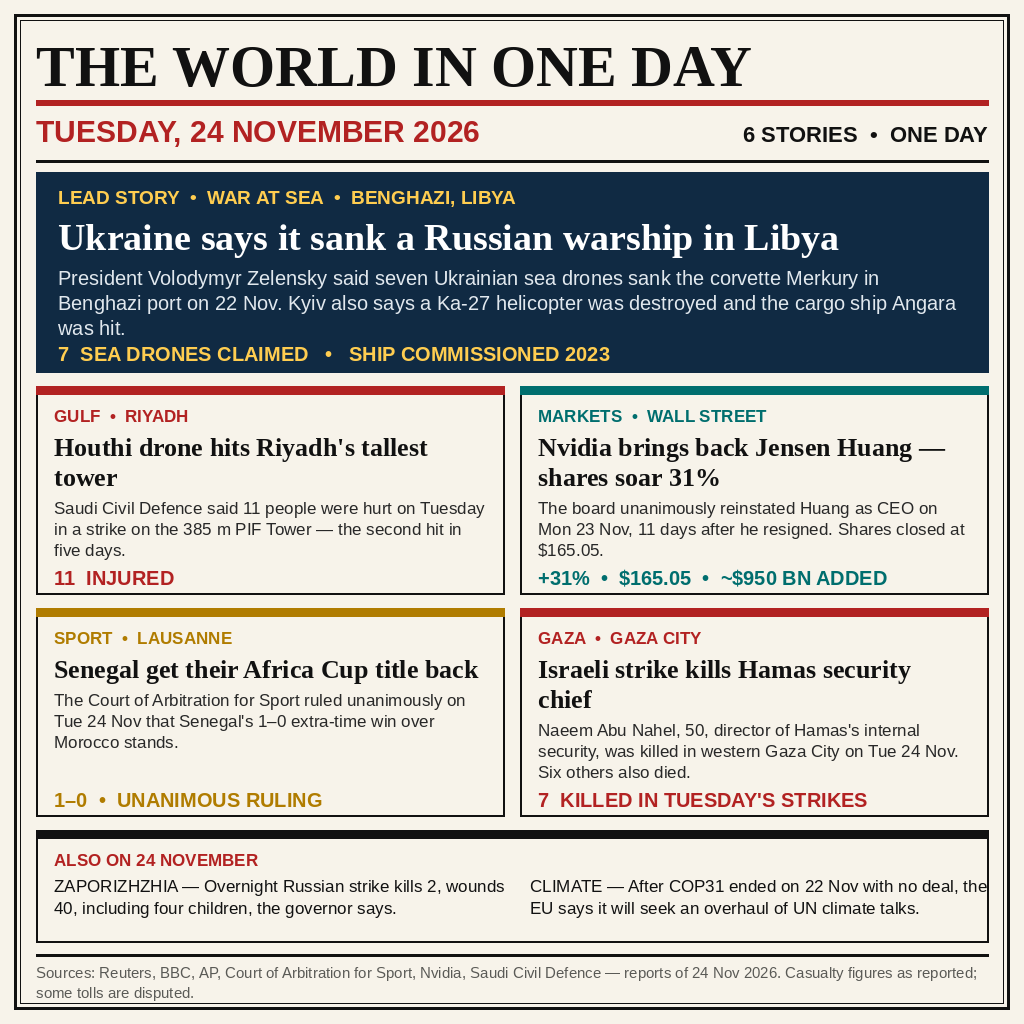 THE WORLD IN ONE DAY
TUESDAY, 24 NOVEMBER 2026
6 STORIES • ONE DAY
LEAD STORY • WAR AT SEA • BENGHAZI, LIBYA
Ukraine says it sank a Russian warship in Libya
President Volodymyr Zelensky said seven Ukrainian sea drones sank the corvette Merkury in
Benghazi port on 22 Nov. Kyiv also says a Ka-27 helicopter was destroyed and the cargo ship Angara
was hit.
7 SEA DRONES CLAIMED • SHIP COMMISSIONED 2023
GULF • RIYADH
Houthi drone hits Riyadh's tallest
tower
Saudi Civil Defence said 11 people were hurt on Tuesday
in a strike on the 385 m PIF Tower — the second hit in
five days.
11 INJURED
MARKETS • WALL STREET
Nvidia brings back Jensen Huang —
shares soar 31%
The board unanimously reinstated Huang as CEO on
Mon 23 Nov, 11 days after he resigned. Shares closed at
$165.05.
+31% • $165.05 • ~$950 BN ADDED
SPORT • LAUSANNE
Senegal get their Africa Cup title back
The Court of Arbitration for Sport ruled unanimously on
Tue 24 Nov that Senegal's 1–0 extra-time win over
Morocco stands.
1–0 • UNANIMOUS RULING
GAZA • GAZA CITY
Israeli strike kills Hamas security
chief
Naeem Abu Nahel, 50, director of Hamas's internal
security, was killed in western Gaza City on Tue 24 Nov.
Six others also died.
7 KILLED IN TUESDAY'S STRIKES
ALSO ON 24 NOVEMBER
ZAPORIZHZHIA — Overnight Russian strike kills 2, wounds
40, including four children, the governor says.
CLIMATE — After COP31 ended on 22 Nov with no deal, the
EU says it will seek an overhaul of UN climate talks.
Sources: Reuters, BBC, AP, Court of Arbitration for Sport, Nvidia, Saudi Civil Defence — reports of 24 Nov 2026. Casualty figures as reported;
some tolls are disputed.